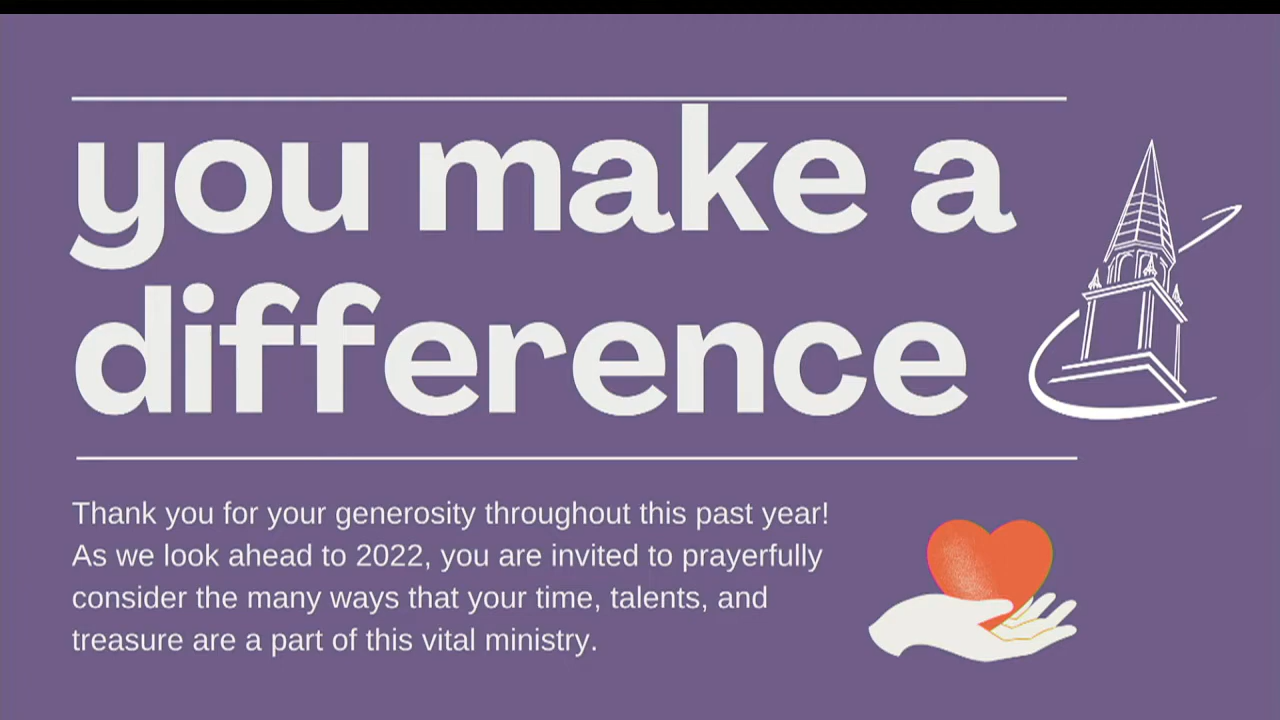 you make a
difference
Thank you for your generosity throughout this past year!
As we look ahead to 2022, you are invited to prayerfully
consider the many ways that your time, talents, and
treasure are a part of this vital ministry.